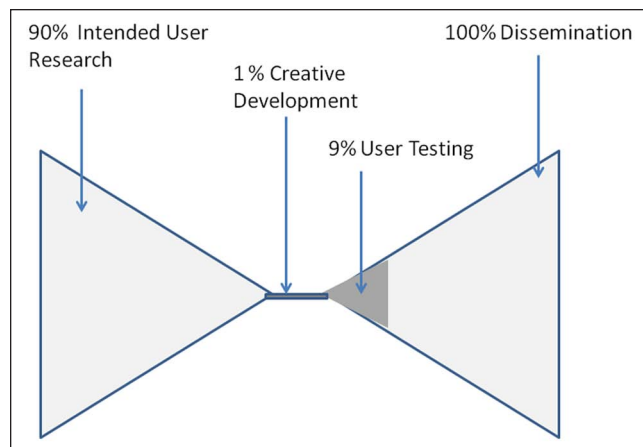 90% Intended User
Research
1% Creative
Development
9% User Testing
100% Dissemination